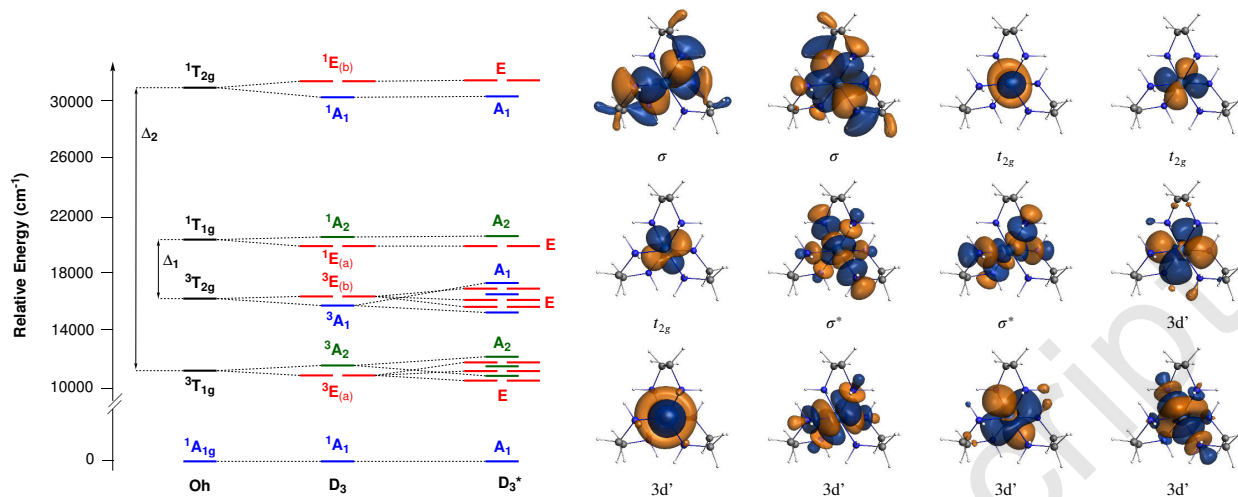 Relative Energy (cm-1)
30000
26000
22000
18000
14000
10000
0
Δ2
Δ1
1T2g
1T1g
3T2g
3T1g
1A1g
Oh
1E(b)
1A1
1A2
1E(a)
3E(b)
3A1
3A2
3E(a)
1A1
D3
E
A1
A2
E
A1
E
A2
E
A1
D3*
σ σ t2g t2g
t2g σ* σ* 3d'
3d' 3d' 3d' 3d'